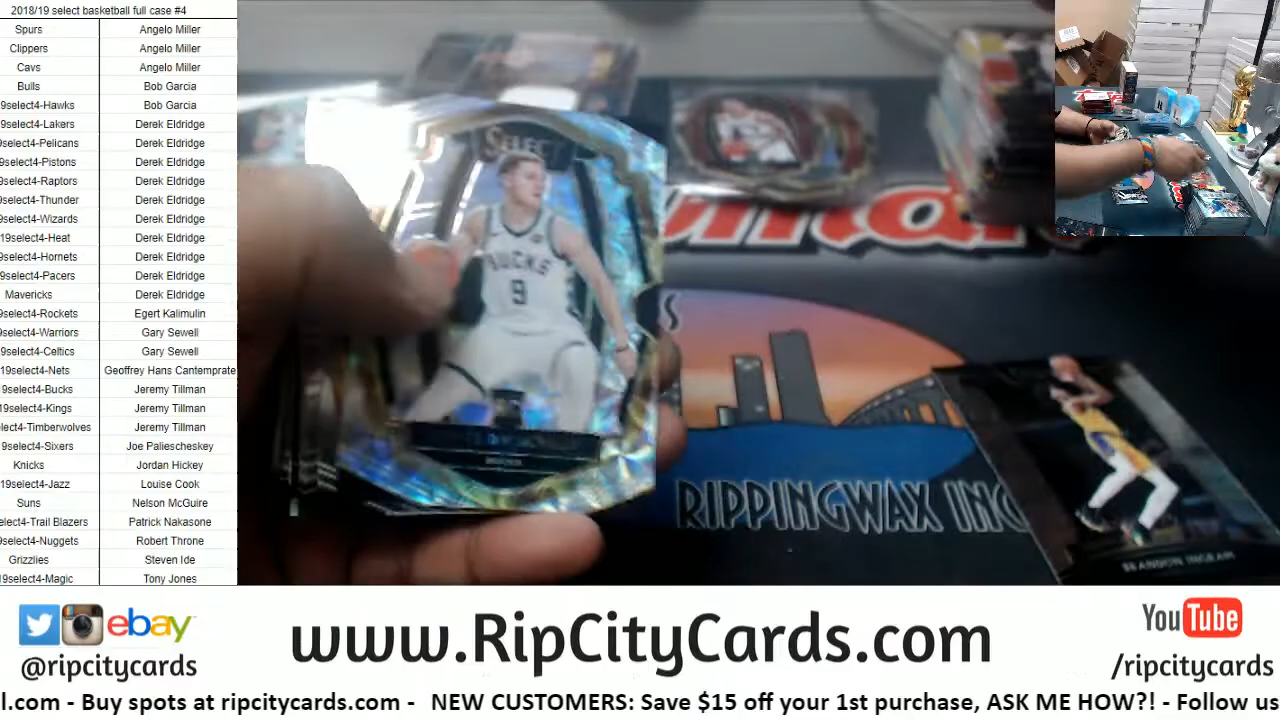 2018/19 select basketball full case #4
Spurs Angelo Miller
Clippers Angelo Miller
Cavs Angelo Miller
Bulls Bob Garcia
9select4-Hawks Bob Garcia
9select4-Lakers Derek Eldridge
9select4-Pelicans Derek Eldridge
9select4-Pistons Derek Eldridge
9select4-Raptors Derek Eldridge
9select4-Thunder Derek Eldridge
9select4-Wizards Derek Eldridge
19select4-Heat Derek Eldridge
9select4-Hornets Derek Eldridge
9select4-Pacers Derek Eldridge
Mavericks Derek Eldridge
9select4-Rockets Egert Kalimulin
9select4-Warriors Gary Sewell
9select4-Celtics Gary Sewell
19select4-Nets Geoffrey Hans Cantemprate
9select4-Bucks Jeremy Tillman
9select4-Kings Jeremy Tillman
elect4-Timberwolves Jeremy Tillman
9select4-Sixers Joe Paliescheskey
Knicks Jordan Hickey
19select4-Jazz Louise Cook
Suns Nelson McGuire
elect4-Trail Blazers Patrick Nakasone
9select4-Nuggets Robert Throne
Grizzlies Steven Ide
19select4-Magic Tony Jones
SELECT
BUCKS
9
RIPPINGWAX INC
BRANDON INGRAM
ebay
@ripcitycards
www.RipCityCards.com
YouTube
/ripcitycards
l.com - Buy spots at ripcitycards.com - NEW CUSTOMERS: Save $15 off your 1st purchase, ASK ME HOW?! - Follow us